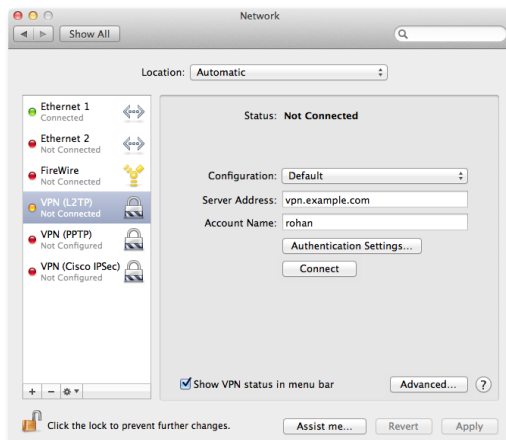 Network
Show All
Location: Automatic
Ethernet 1
Connected
Ethernet 2
Not Connected
FireWire
Not Connected
VPN (L2TP)
Not Connected
VPN (PPTP)
Not Configured
VPN (Cisco IPSec)
Not Configured
Status: Not Connected
Configuration: Default
Server Address: vpn.example.com
Account Name: rohan
Authentication Settings...
Connect
Show VPN status in menu bar
Advanced... ?
Click the lock to prevent further changes.
Assist me... Revert Apply